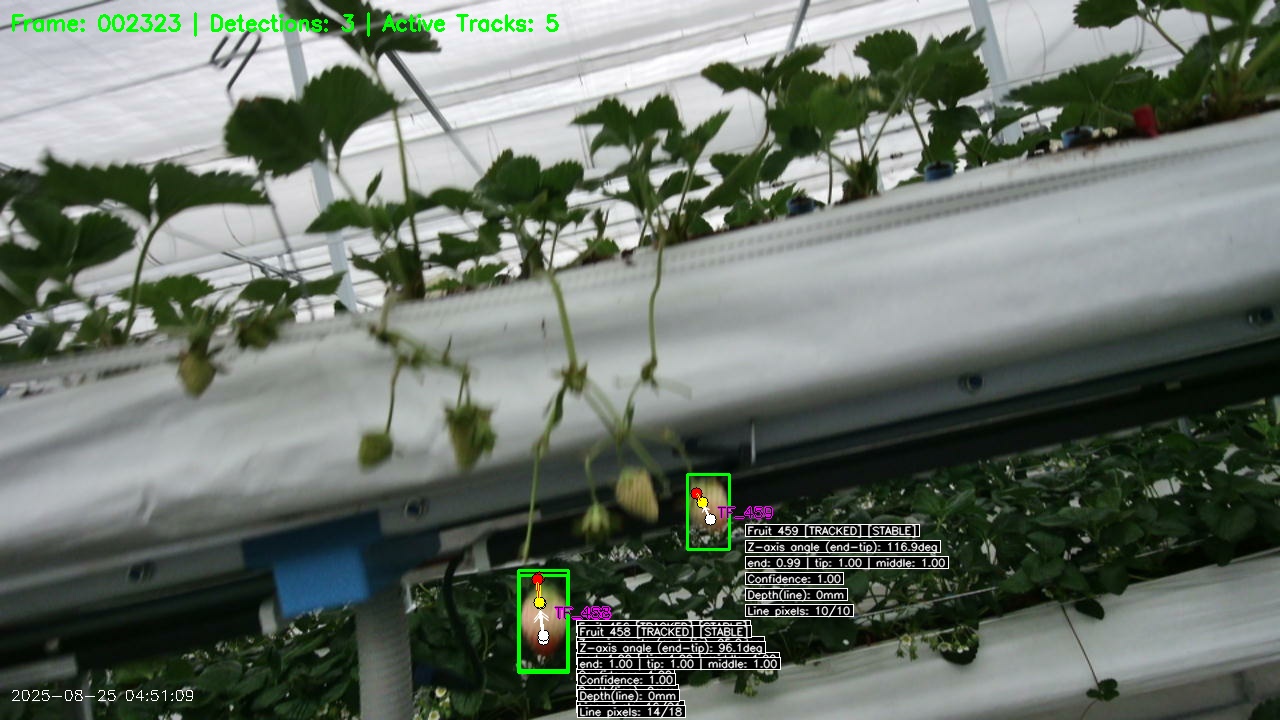 Frame: 002323 | Detections: 3 | Active Tracks: 5
TF_459
Fruit 459 [TRACKED] [STABLE]
Z-axis angle (end-tip): 116.9deg
end: 0.99 | tip: 1.00 | middle: 1.00
Confidence: 1.00
Depth(line): 0mm
Line pixels: 10/10
Fruit 458 [TRACKED] [STABLE]
Z-axis angle (end-tip): 96.1deg
end: 1.00 | tip: 1.00 | middle: 1.00
Confidence: 1.00
Depth(line): 0mm
Line pixels: 14/18
2025-08-25 04:51:09